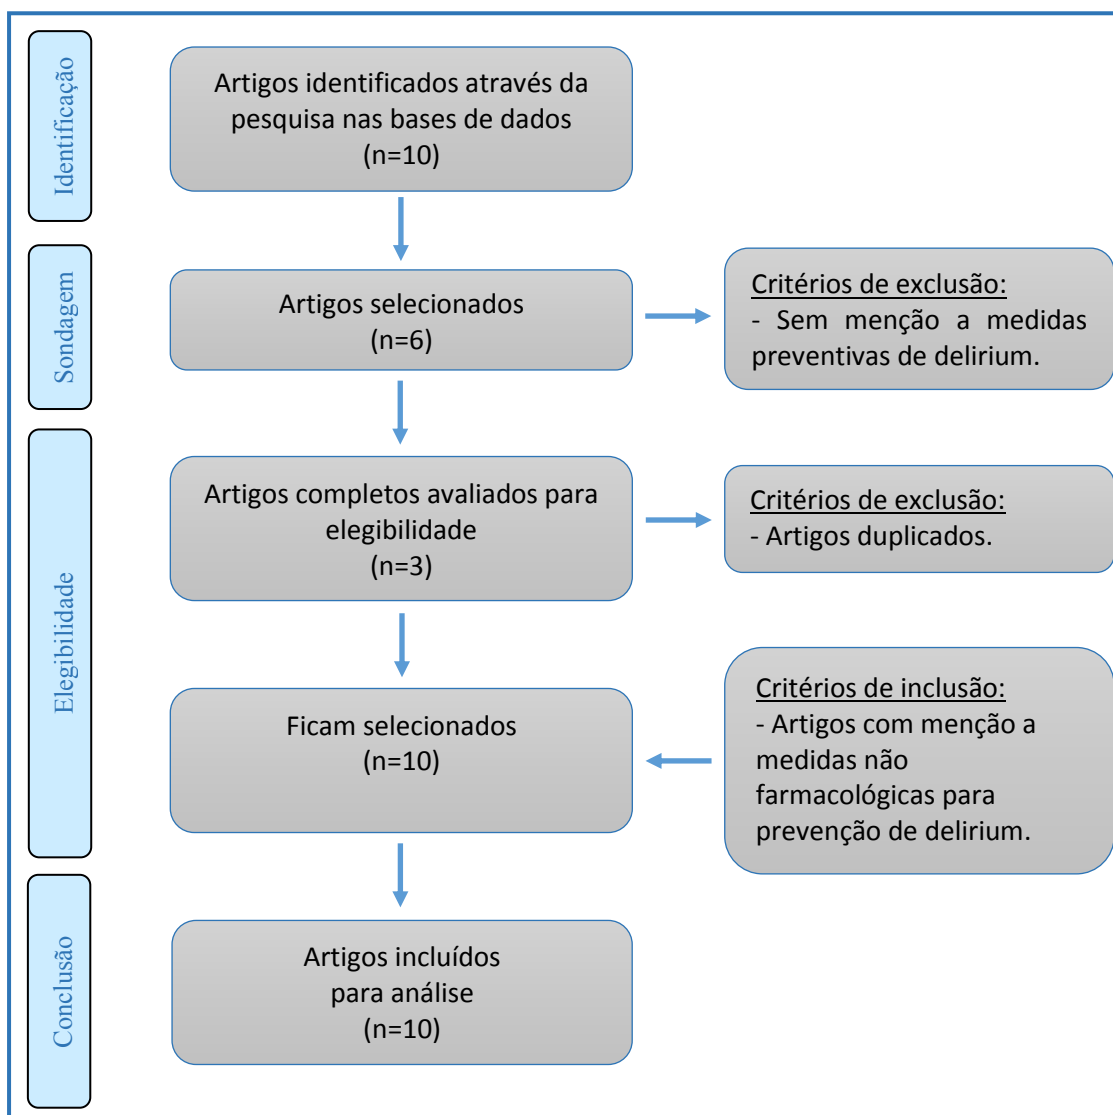 Identificação
Artigos identificados através da
pesquisa nas bases de dados
(n=10)
Sondagem
Artigos selecionados
(n=6)
Critérios de exclusão:
- Sem menção a medidas
preventivas de delirium.
Elegibilidade
Artigos completos avaliados para
elegibilidade
(n=3)
Critérios de exclusão:
- Artigos duplicados.
Ficam selecionados
(n=10)
Critérios de inclusão:
- Artigos com menção a
medidas não
farmacológicas para
prevenção de delirium.
Conclusão
Artigos incluídos
para análise
(n=10)